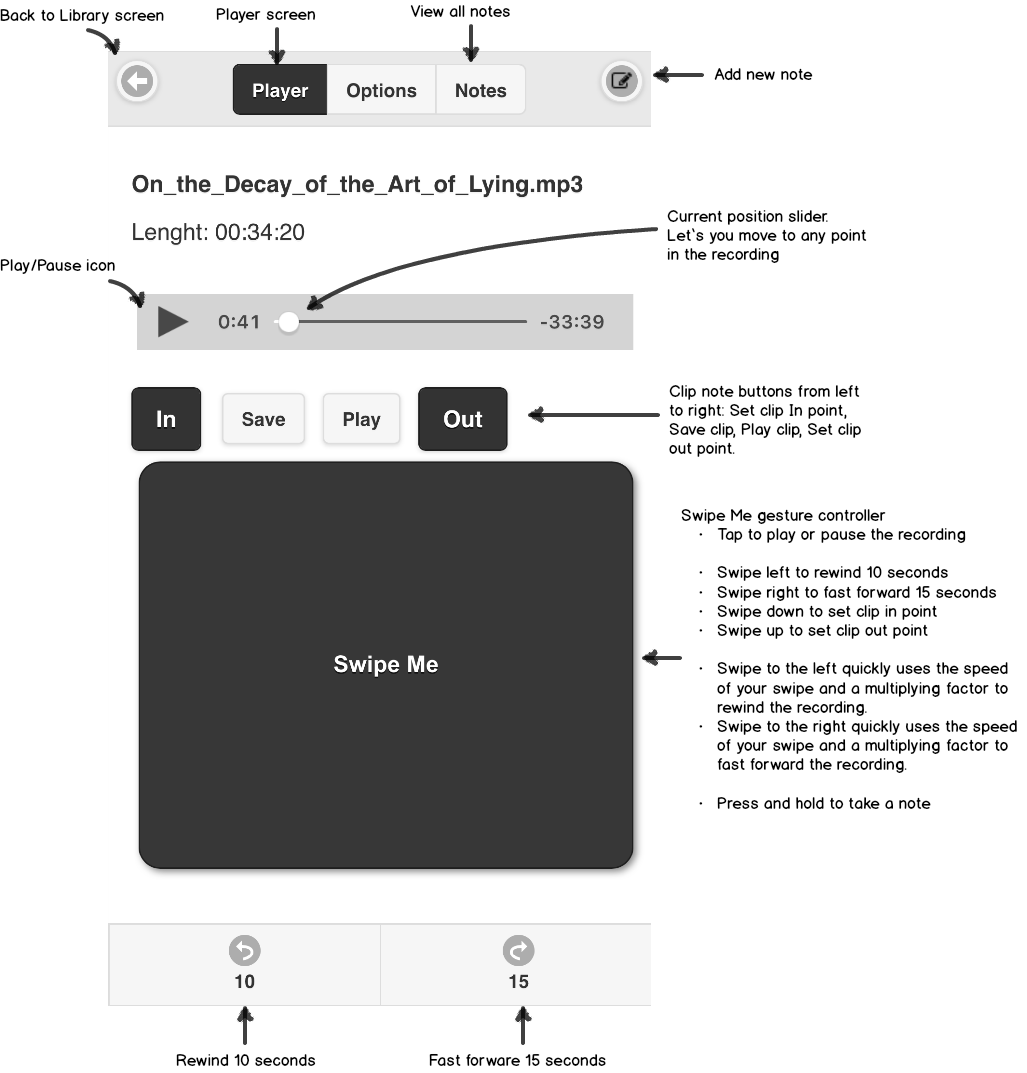 Back to Library screen
Player screen
View all notes
Player
Options
Notes
Add new note
On_the_Decay_of_the_Art_of_Lying.mp3
Lenght: 00:34:20
Current position slider.
Let`s you move to any point
in the recording
Play/Pause icon
0:41
-33:39
In
Save
Play
Out
Clip note buttons from left
to right: Set clip In point,
Save clip, Play clip, Set clip
out point.
Swipe Me
Swipe Me gesture controller
· Tap to play or pause the recording
· Swipe left to rewind 10 seconds
· Swipe right to fast forward 15 seconds
· Swipe down to set clip in point
· Swipe up to set clip out point
· Swipe to the left quickly uses the speed
of your swipe and a multiplying factor to
rewind the recording.
· Swipe to the right quickly uses the speed
of your swipe and a multiplying factor to
fast forward the recording.
· Press and hold to take a note
10
15
Rewind 10 seconds
Fast forware 15 seconds